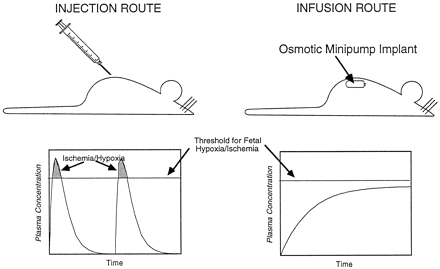 INJECTION ROUTE
INFUSION ROUTE
Osmotic Minipump Implant
Ischemia/Hypoxia
Threshold for Fetal
Hypoxia/Ischemia
Plasma Concentration
Time
Plasma Concentration
Time